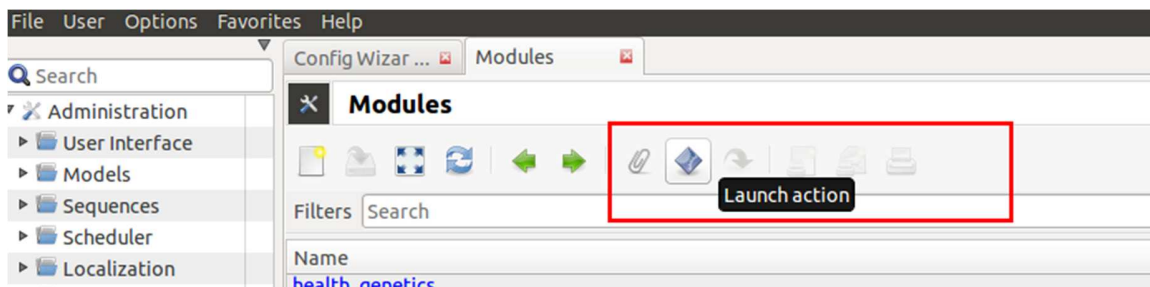 File User Options Favorites Help
Search
Administration
User Interface
Models
Sequences
Scheduler
Localization
Config Wizar ... Modules
Modules
Launch action
Filters Search
Name
health_genetics